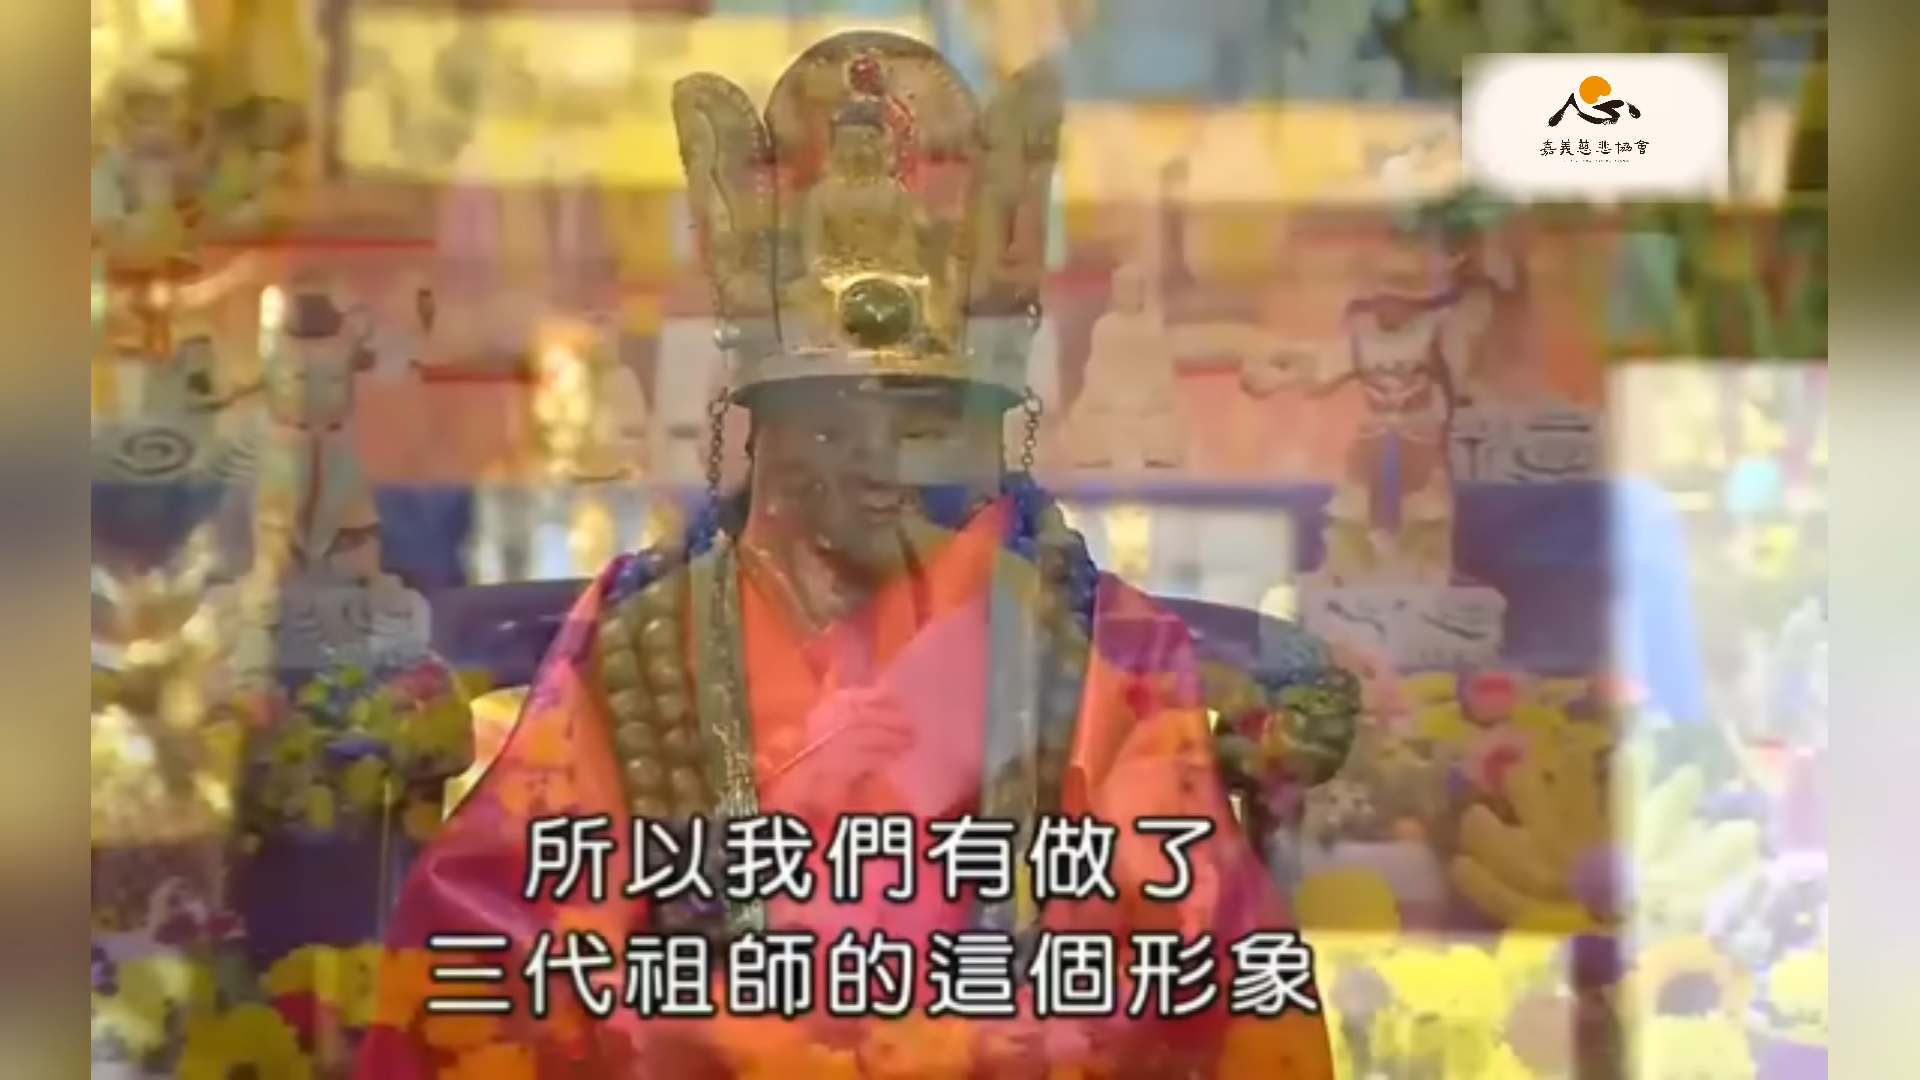 嘉義慈悲協會
所以我們有做了
三代祖師的這個形象